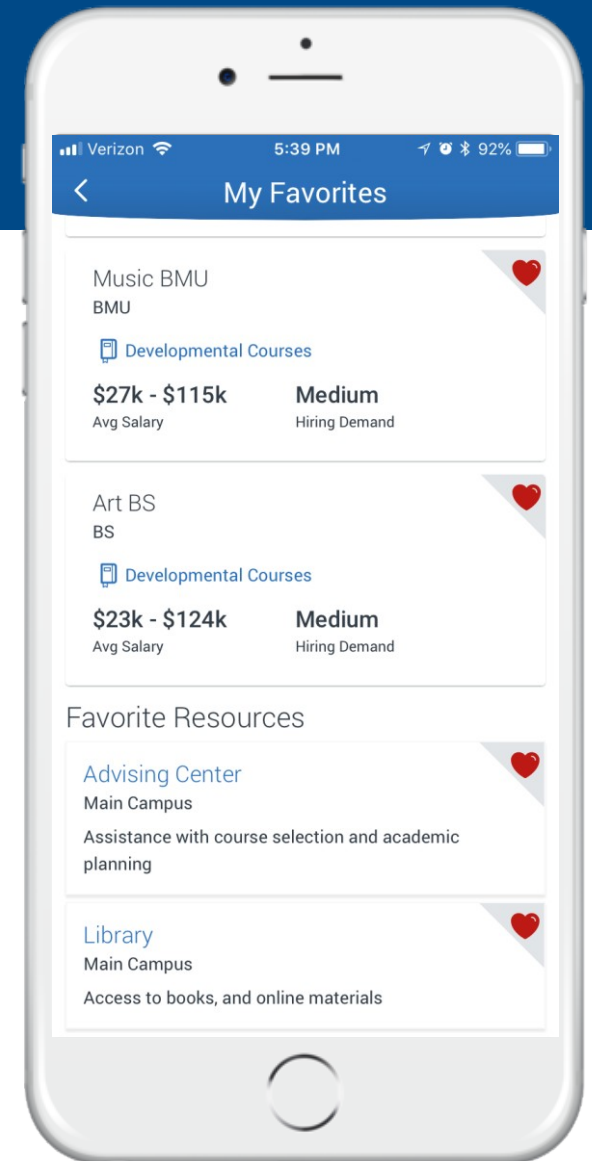 Verizon 5:39 PM 92%
My Favorites
Music BMU
BMU
Developmental Courses
$27k - $115k Medium
Avg Salary Hiring Demand
Art BS
BS
Developmental Courses
$23k - $124k Medium
Avg Salary Hiring Demand
Favorite Resources
Advising Center
Main Campus
Assistance with course selection and academic
planning
Library
Main Campus
Access to books, and online materials